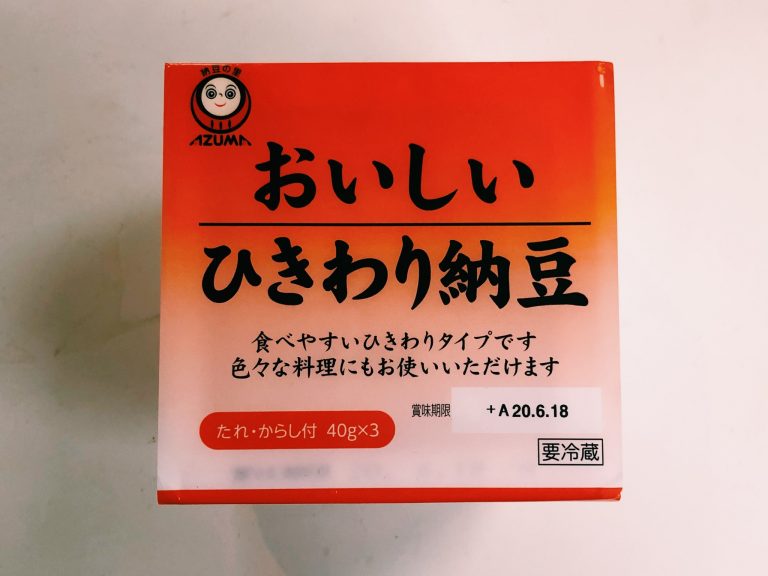 納豆の里
AZUMA
おいしい
ひきわり納豆
食べやすいひきわりタイプです
色々な料理にもお使いいただけます
賞味期限 +A 20.6.18
たれ・からし付 40g×3
要冷蔵